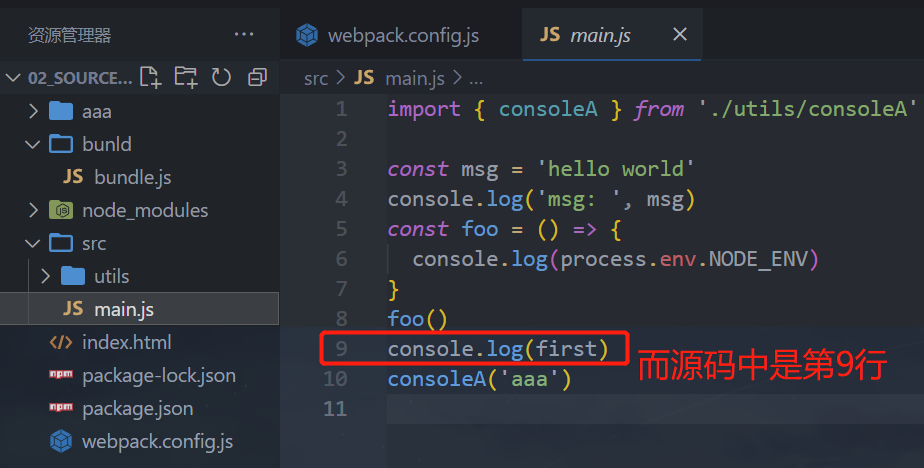 资源管理器 ...
webpack.config.js JS main.js
02_SOURCE...
src > JS main.js > ...
aaa
bunld
JS bundle.js
node_modules
src
utils
JS main.js
index.html
npm package-lock.json
npm package.json
webpack.config.js
1 import { consoleA } from './utils/consoleA'
2
3 const msg = 'hello world'
4 console.log('msg: ', msg)
5 const foo = () => {
6 console.log(process.env.NODE_ENV)
7 }
8 foo()
9 console.log(first)
10 consoleA('aaa')
11
而源码中是第9行